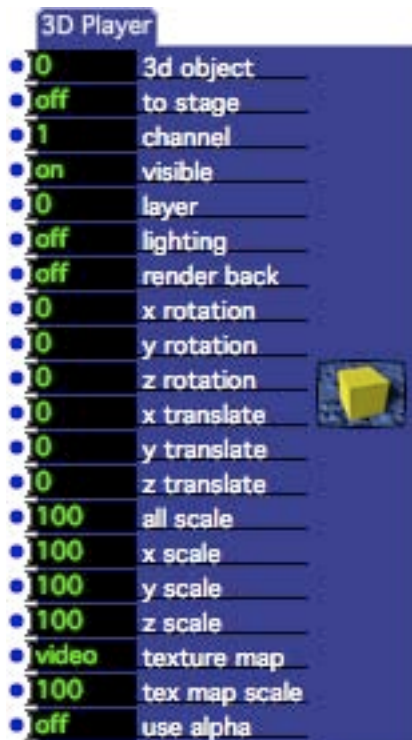 3D Player
0 3d object
off to stage
1 channel
on visible
0 layer
off lighting
off render back
0 x rotation
0 y rotation
0 z rotation
0 x translate
0 y translate
0 z translate
100 all scale
100 x scale
100 y scale
100 z scale
video texture map
100 tex map scale
off use alpha